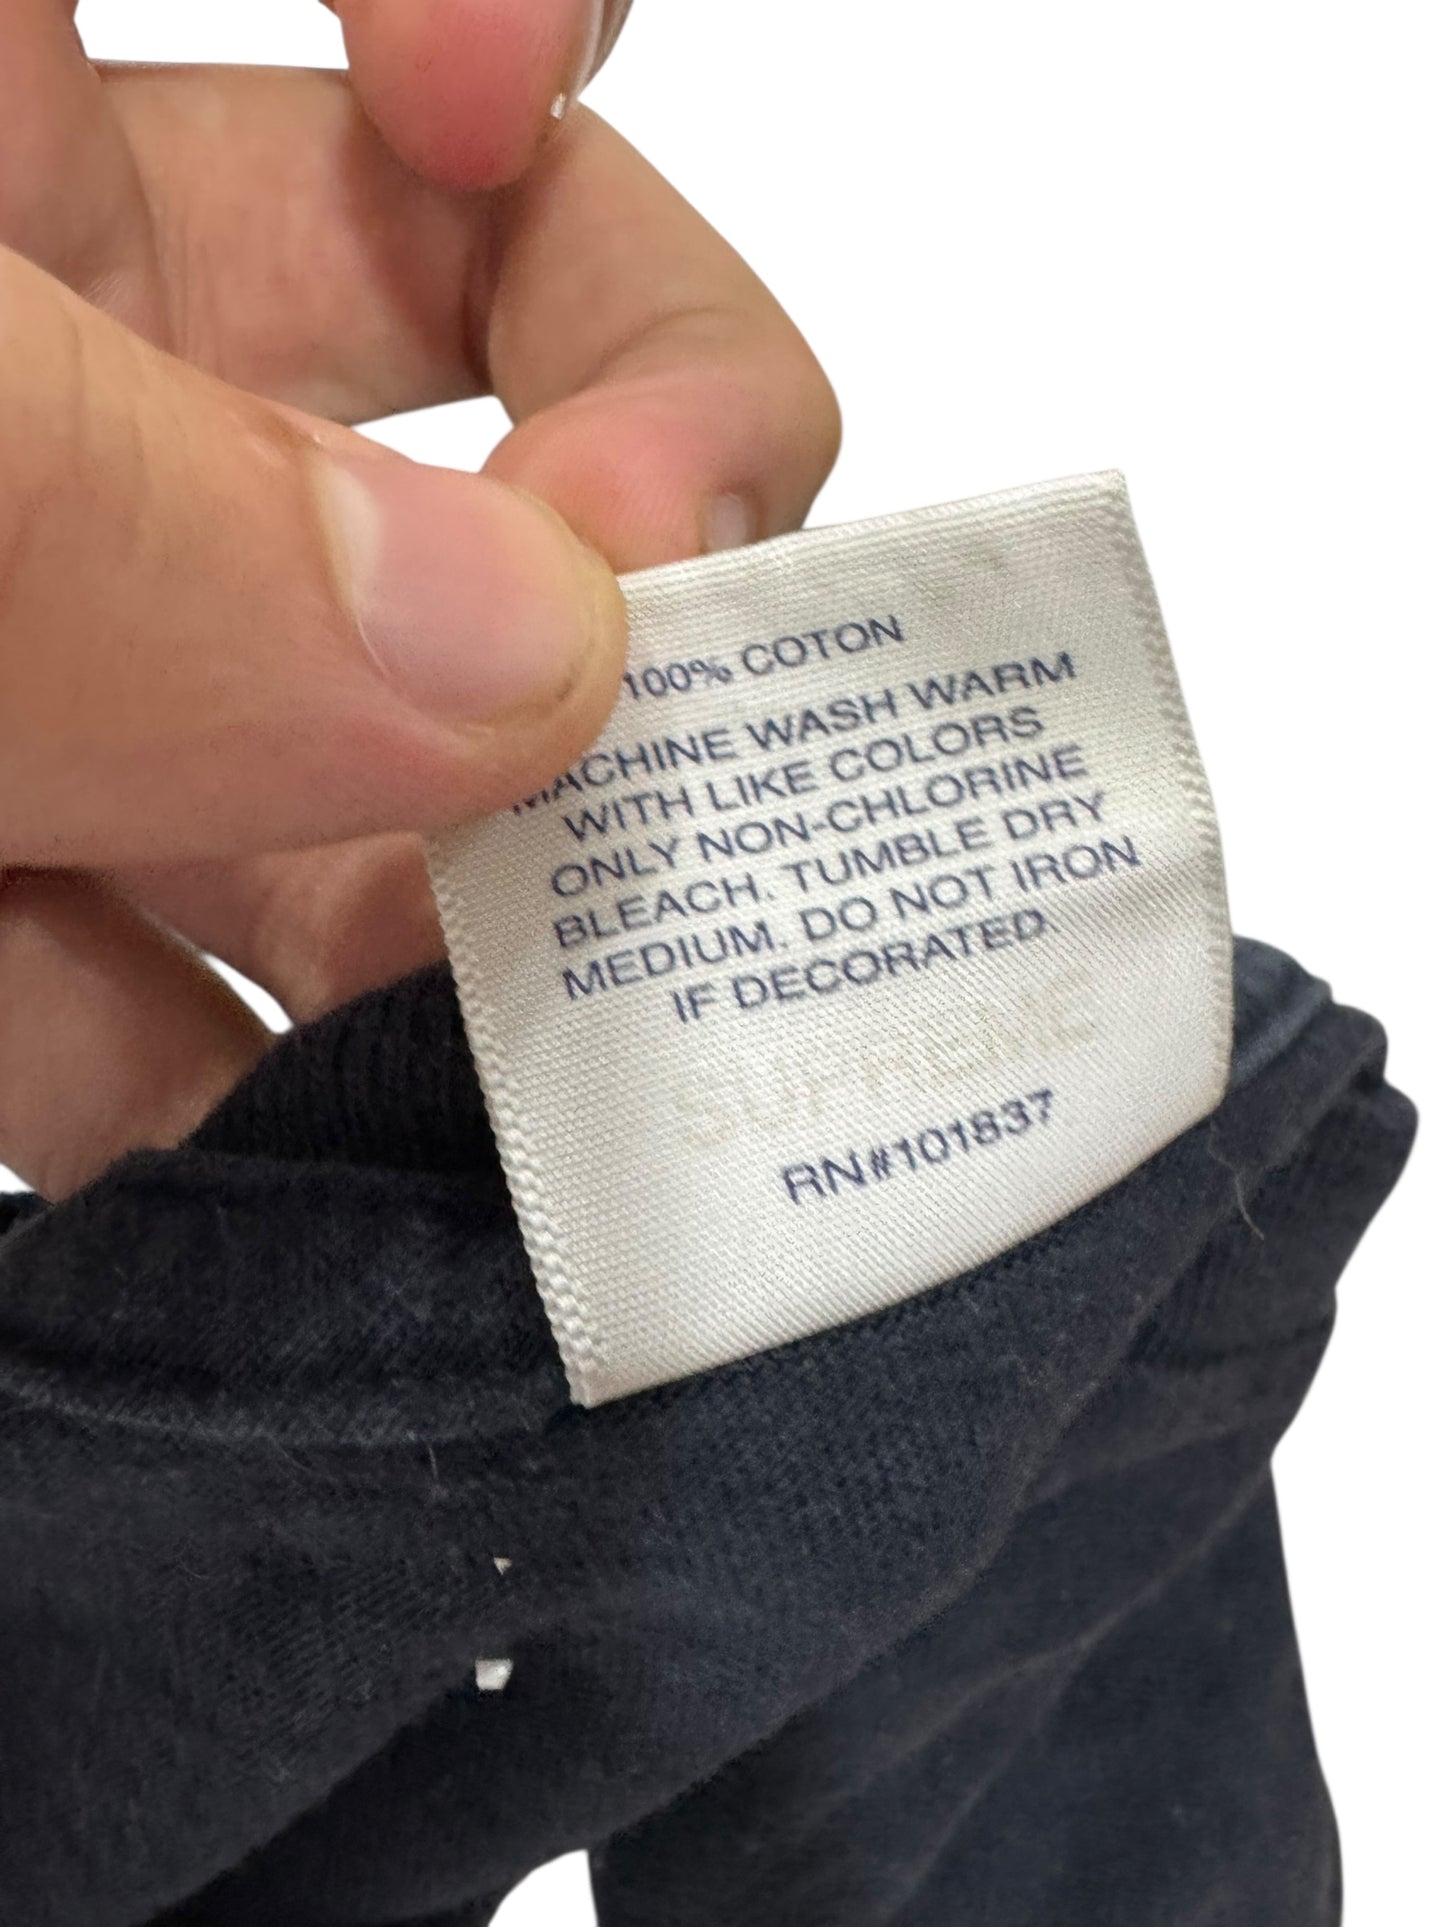 100% COTON
MACHINE WASH WARM
WITH LIKE COLORS
ONLY NON-CHLORINE
BLEACH. TUMBLE DRY
MEDIUM. DO NOT IRON
IF DECORATED.
RN#101837